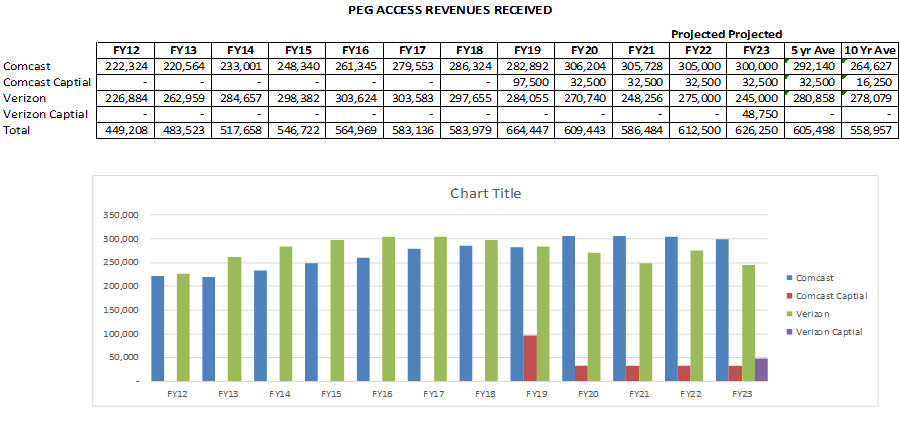 PEG ACCESS REVENUES RECEIVED
Projected Projected
FY12 FY13 FY14 FY15 FY16 FY17 FY18 FY19 FY20 FY21 FY22 FY23 5 yr Ave 10 Yr Ave
Comcast 222,324 220,564 233,001 248,340 261,345 279,553 286,324 282,892 306,204 305,728 305,000 300,000 292,140 264,627
Comcast Captial - - - - - - - 97,500 32,500 32,500 32,500 32,500 32,500 16,250
Verizon 226,884 262,959 284,657 298,382 303,624 303,583 297,655 284,055 270,740 248,256 275,000 245,000 280,858 278,079
Verizon Captial - - - - - - - - - - - 48,750 - -
Total 449,208 483,523 517,658 546,722 564,969 583,136 583,979 664,447 609,443 586,484 612,500 626,250 605,498 558,957
Chart Title
350,000
300,000
250,000
200,000
150,000
100,000
50,000
-
FY12 FY13 FY14 FY15 FY16 FY17 FY18 FY19 FY20 FY21 FY22 FY23
Comcast
Comcast Captial
Verizon
Verizon Captial